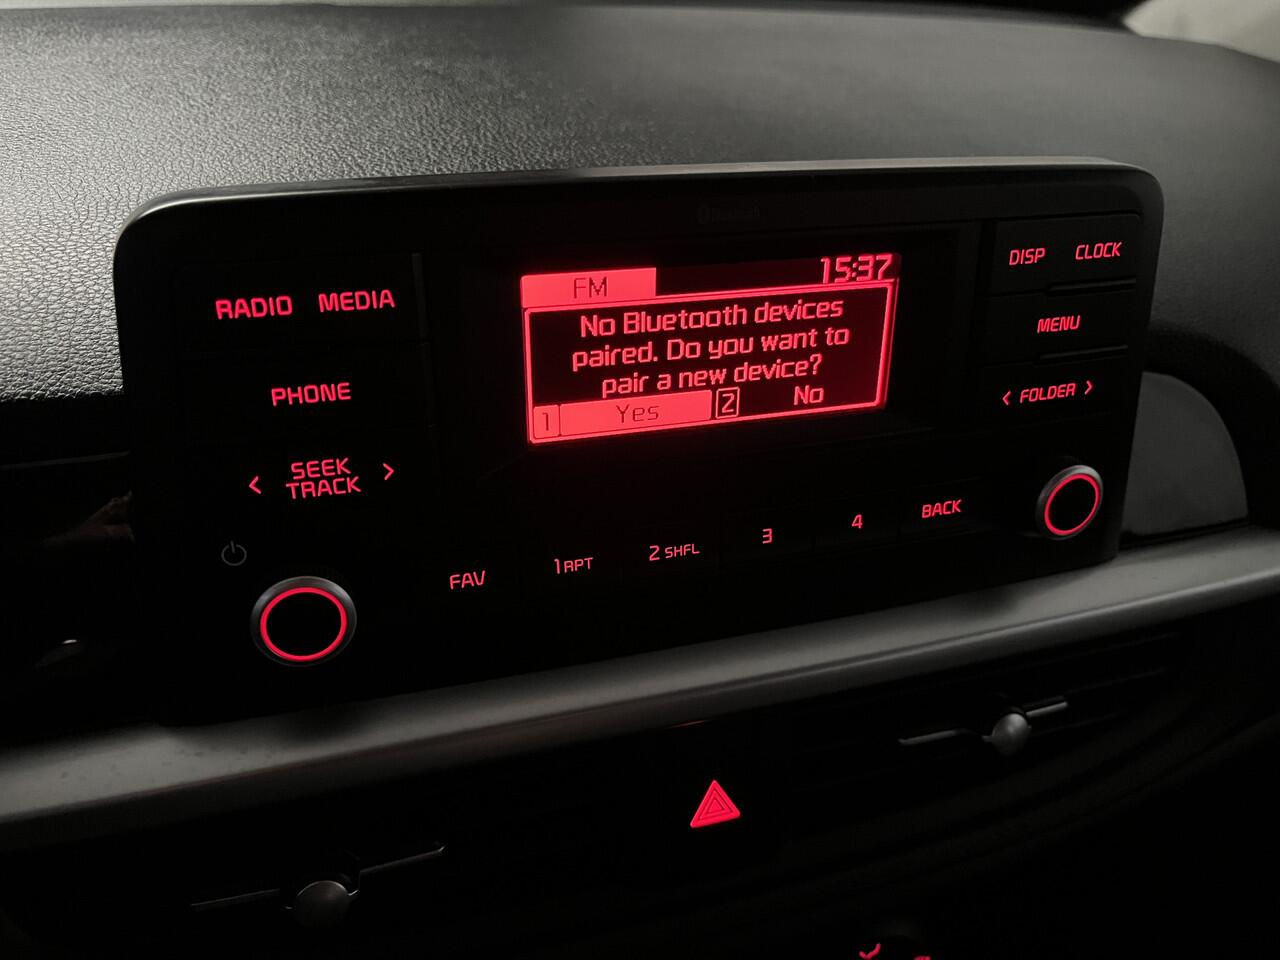 Bluetooth
RADIO MEDIA
PHONE
< SEEK TRACK >
FM 15:37
No Bluetooth devices
paired. Do you want to
pair a new device?
1 Yes 2 No
DISP CLOCK
MENU
< FOLDER >
FAV 1 RPT 2 SHFL 3 4 BACK